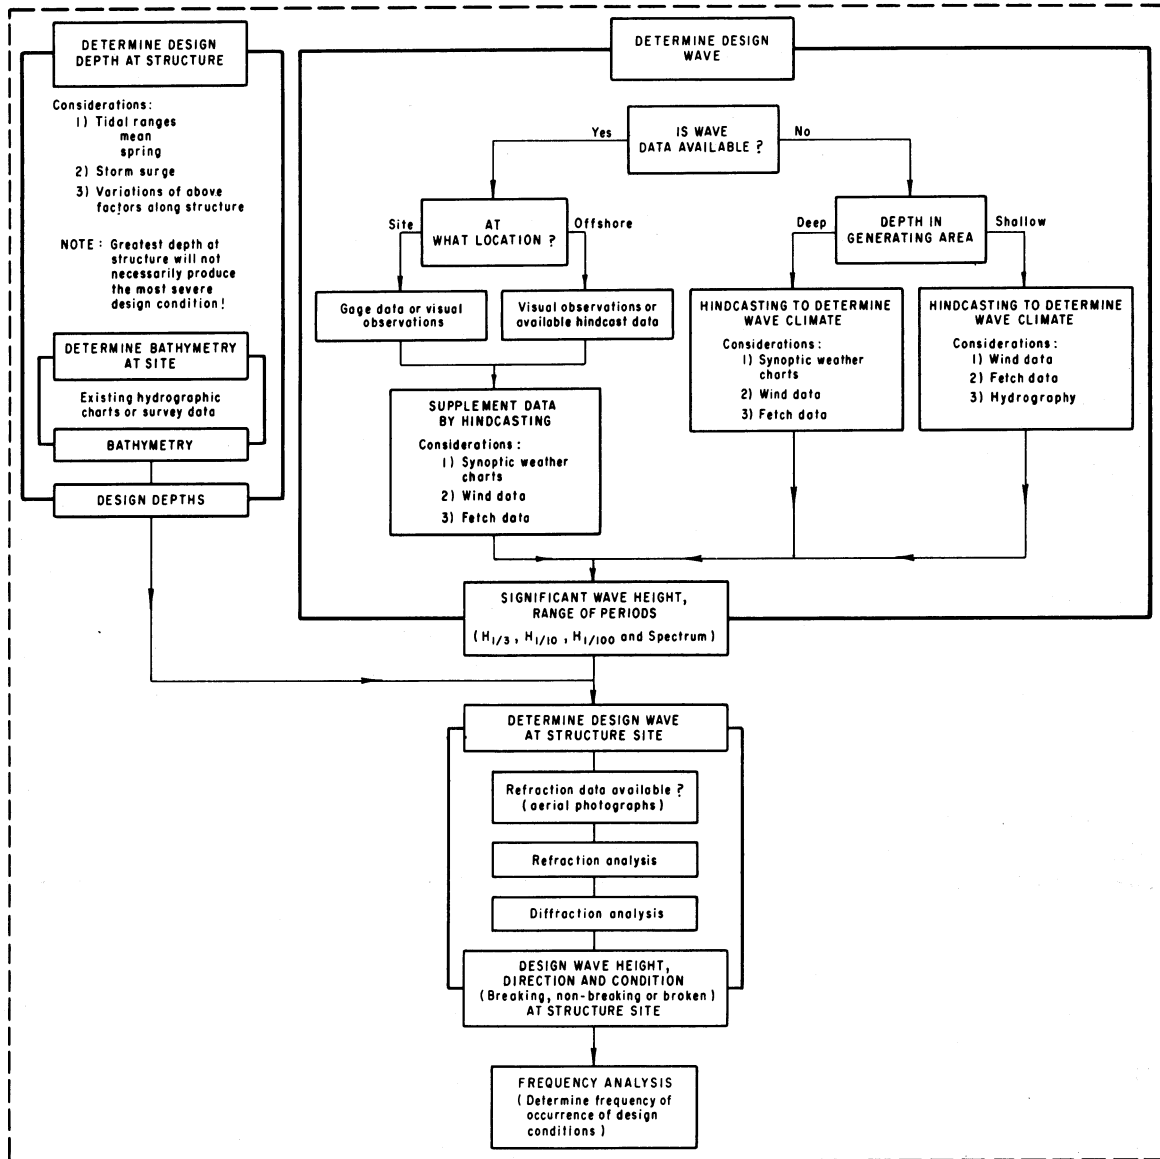 DETERMINE DESIGN
DEPTH AT STRUCTURE
Considerations:
1) Tidal ranges
mean
spring
2) Storm surge
3) Variations of above
factors along structure
NOTE: Greatest depth at
structure will not
necessarily produce
the most severe
design condition!
DETERMINE BATHYMETRY
AT SITE
Existing hydrographic
charts or survey data
BATHYMETRY
DESIGN DEPTHS
DETERMINE DESIGN
WAVE
IS WAVE
DATA AVAILABLE ?
Yes
No
AT
WHAT LOCATION ?
Site
Offshore
Gage data or visual
observations
Visual observations or
available hindcast data
SUPPLEMENT DATA
BY HINDCASTING
Considerations :
1) Synoptic weather
charts
2) Wind data
3) Fetch data
DEPTH IN
GENERATING AREA
Deep
Shallow
HINDCASTING TO DETERMINE
WAVE CLIMATE
Considerations :
1) Synoptic weather
charts
2) Wind data
3) Fetch data
HINDCASTING TO DETERMINE
WAVE CLIMATE
Considerations :
1) Wind data
2) Fetch data
3) Hydrography
SIGNIFICANT WAVE HEIGHT,
RANGE OF PERIODS
(H1/3, H1/10, H1/100 and Spectrum)
DETERMINE DESIGN WAVE
AT STRUCTURE SITE
Refraction data available ?
(aerial photographs)
Refraction analysis
Diffraction analysis
DESIGN WAVE HEIGHT,
DIRECTION AND CONDITION
(Breaking, non-breaking or broken)
AT STRUCTURE SITE
FREQUENCY ANALYSIS
(Determine frequency of
occurrence of design
conditions)